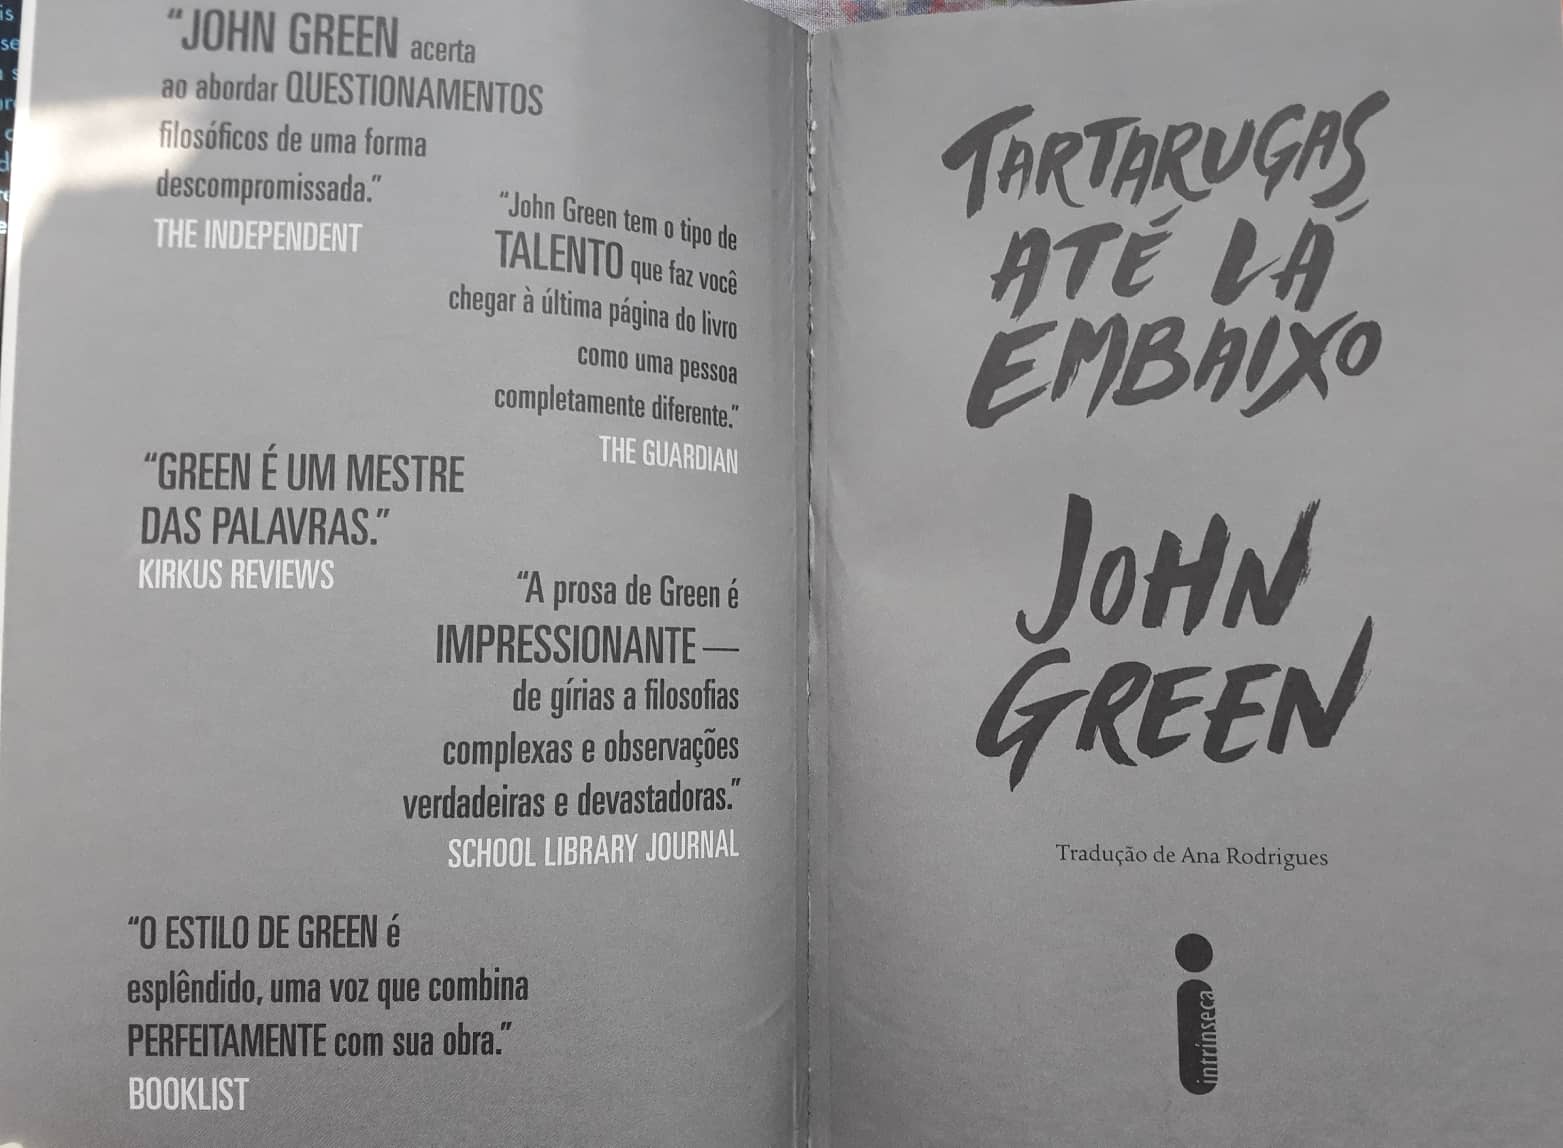 “JOHN GREEN acerta
ao abordar QUESTIONAMENTOS
filosóficos de uma forma
descompromissada.”
THE INDEPENDENT
“John Green tem o tipo de
TALENTO que faz você
chegar à última página do livro
como uma pessoa
completamente diferente.”
THE GUARDIAN
“GREEN É UM MESTRE
DAS PALAVRAS.”
KIRKUS REVIEWS
“A prosa de Green é
IMPRESSIONANTE —
de gírias a filosofias
complexas e observações
verdadeiras e devastadoras.”
SCHOOL LIBRARY JOURNAL
“O ESTILO DE GREEN é
esplêndido, uma voz que combina
PERFEITAMENTE com sua obra.”
BOOKLIST
TARTARUGAS
ATÉ LÁ
EMBAIXO
JOHN
GREEN
Tradução de Ana Rodrigues
intrínseca